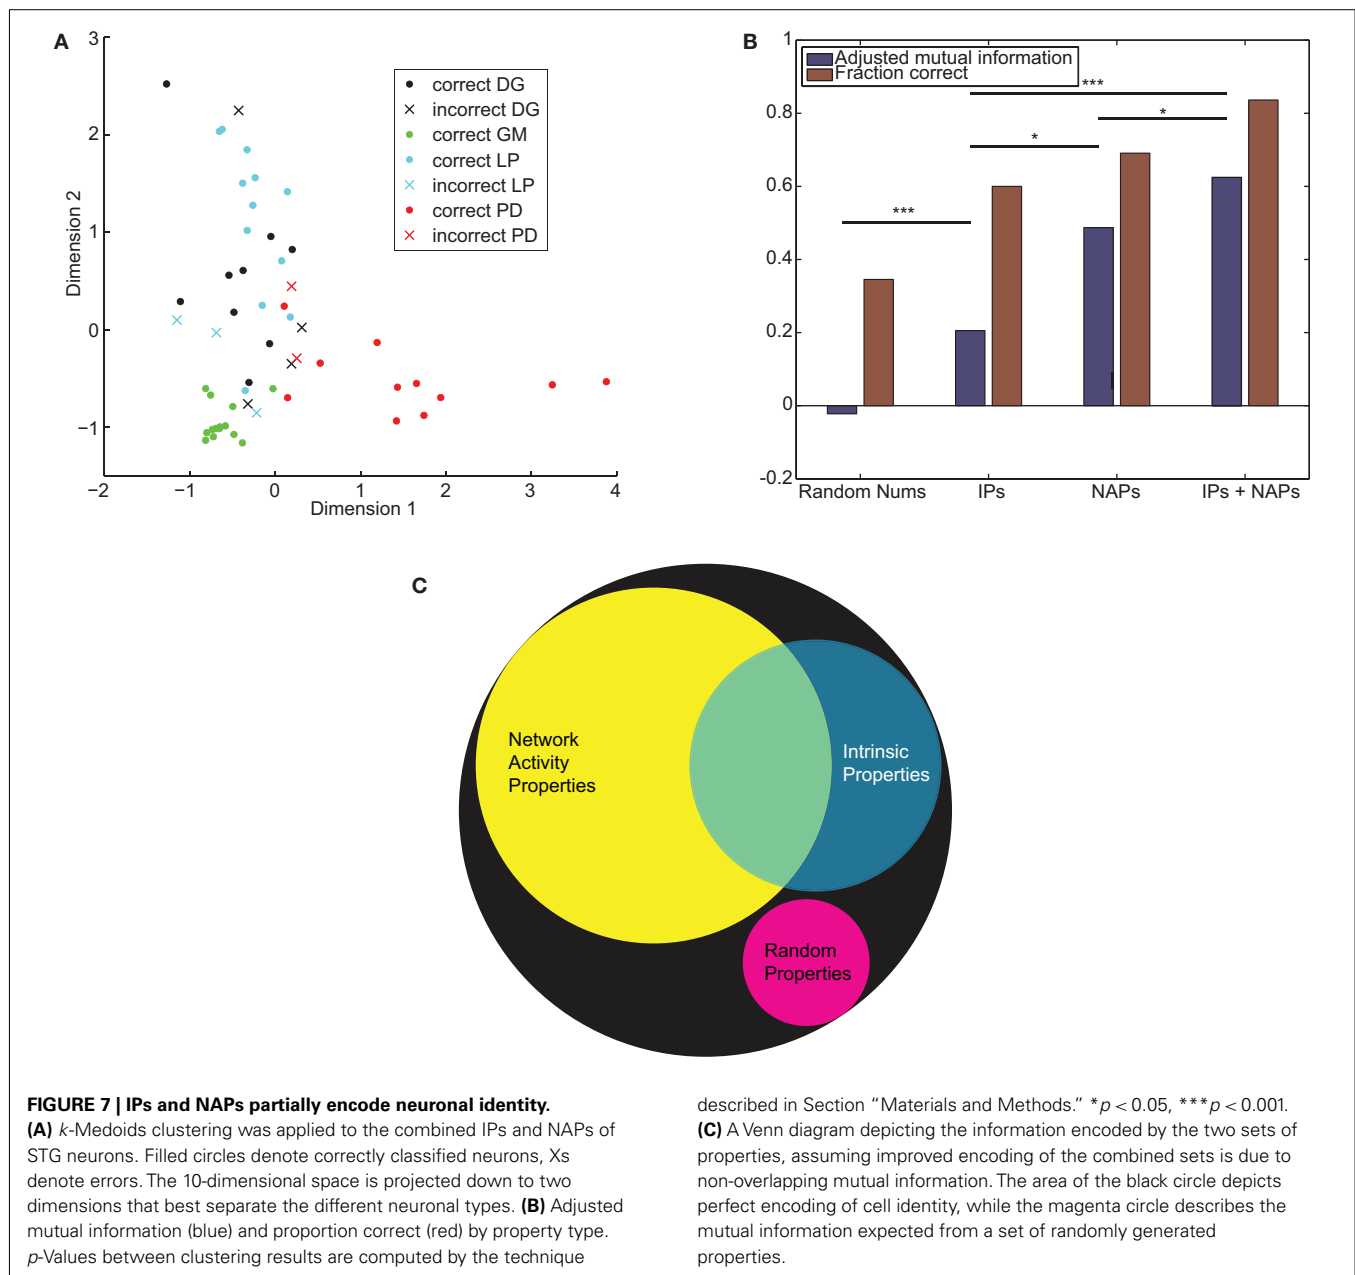 A
3
2
1
0
−1
−2
−1
0
1
2
3
4
Dimension 2
Dimension 1
correct DG
incorrect DG
correct GM
correct LP
incorrect LP
correct PD
incorrect PD
B
1
0.8
0.6
0.4
0.2
0
-0.2
Adjusted mutual information
Fraction correct
***
*
*
***
Random Nums
IPs
NAPs
IPs + NAPs
C
Network
Activity
Properties
Intrinsic
Properties
Random
Properties
FIGURE 7 | IPs and NAPs partially encode neuronal identity.
(A) k-Medoids clustering was applied to the combined IPs and NAPs of
STG neurons. Filled circles denote correctly classified neurons, Xs
denote errors. The 10-dimensional space is projected down to two
dimensions that best separate the different neuronal types. (B) Adjusted
mutual information (blue) and proportion correct (red) by property type.
p-Values between clustering results are computed by the technique
described in Section “Materials and Methods.” *p < 0.05, ***p < 0.001.
(C) A Venn diagram depicting the information encoded by the two sets of
properties, assuming improved encoding of the combined sets is due to
non-overlapping mutual information. The area of the black circle depicts
perfect encoding of cell identity, while the magenta circle describes the
mutual information expected from a set of randomly generated
properties.